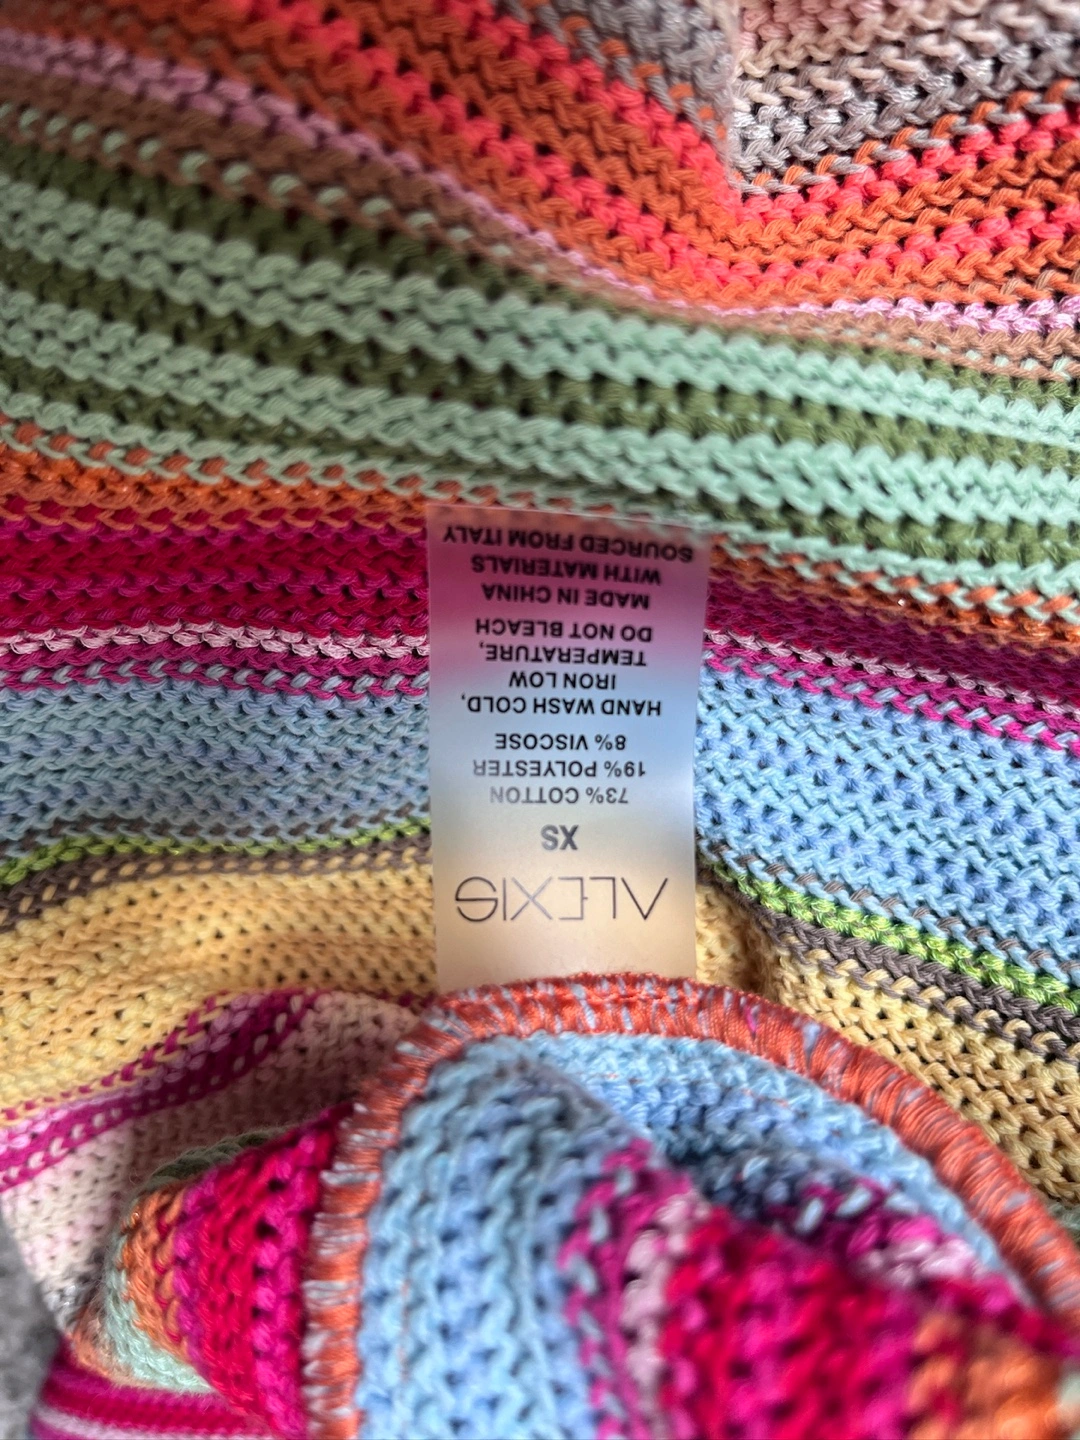 ALEXIS
XS
73% COTTON
19% POLYESTER
8% VISCOSE
HAND WASH COLD,
IRON LOW
TEMPERATURE,
DO NOT BLEACH
MADE IN CHINA
WITH MATERIALS
SOURCED FROM ITALY